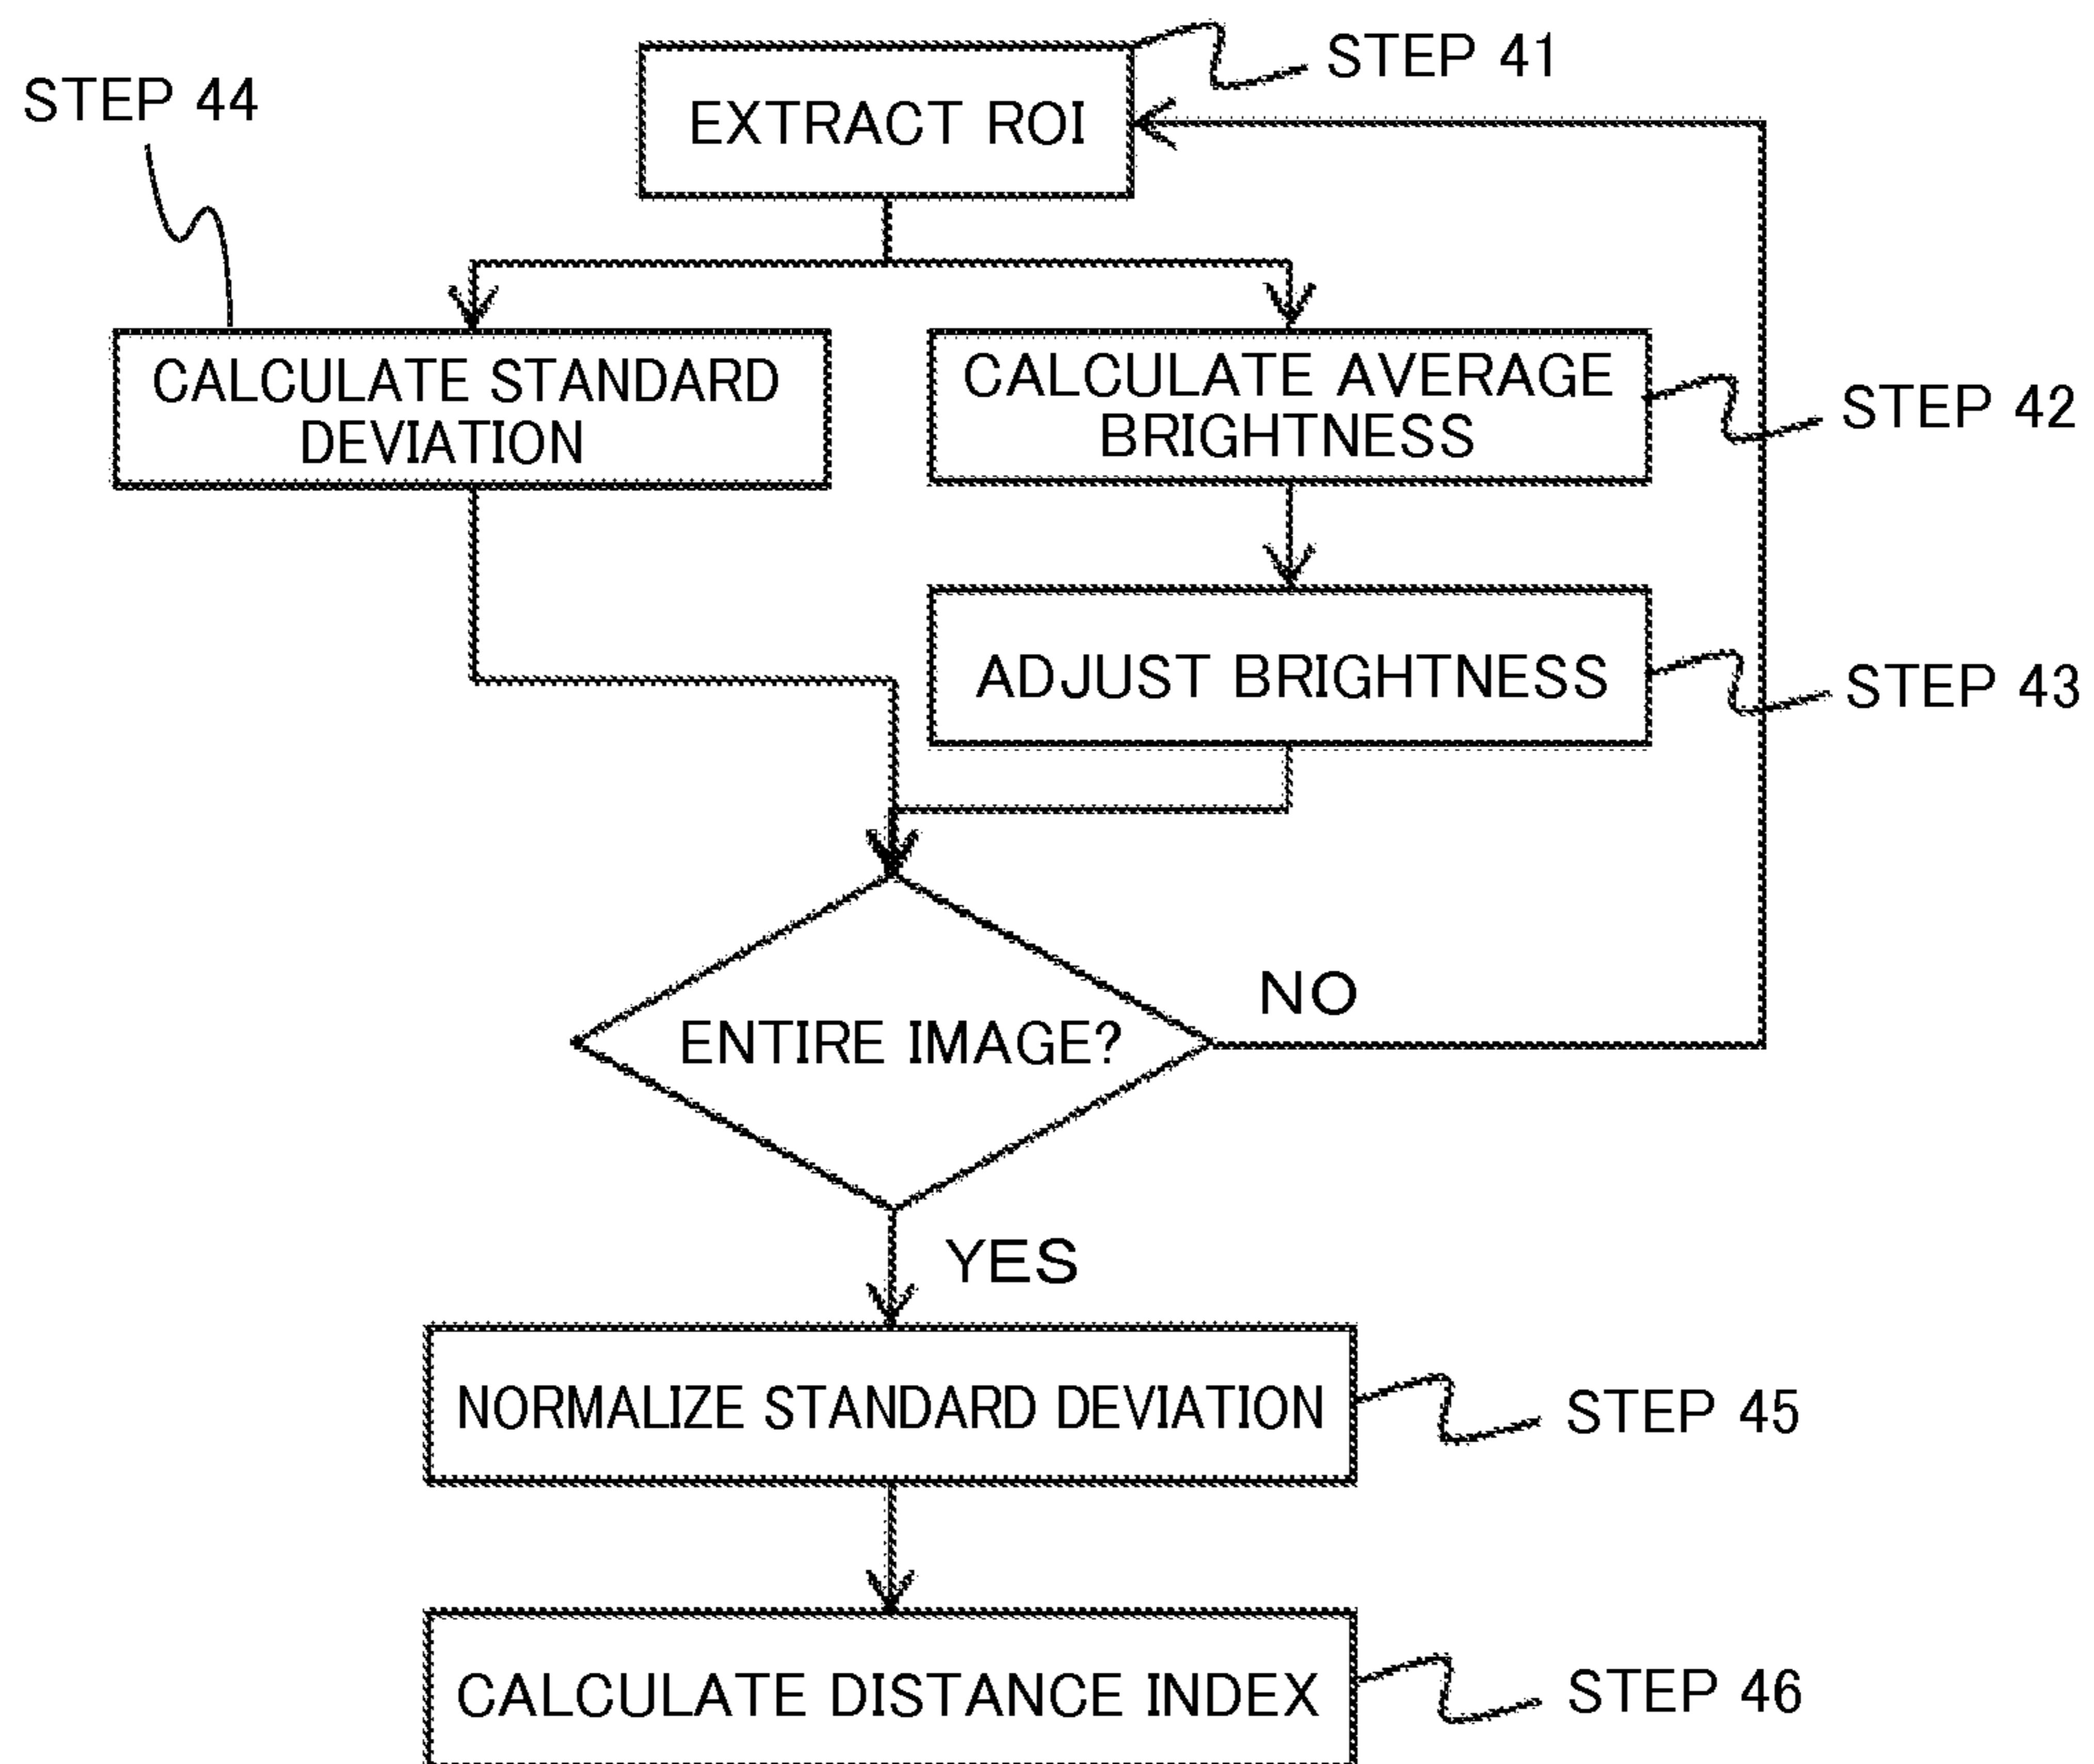 STEP 41
EXTRACT ROI
STEP 44
CALCULATE STANDARD
DEVIATION
CALCULATE AVERAGE
BRIGHTNESS
STEP 42
ADJUST BRIGHTNESS
STEP 43
ENTIRE IMAGE?
NO
YES
NORMALIZE STANDARD DEVIATION
STEP 45
CALCULATE DISTANCE INDEX
STEP 46